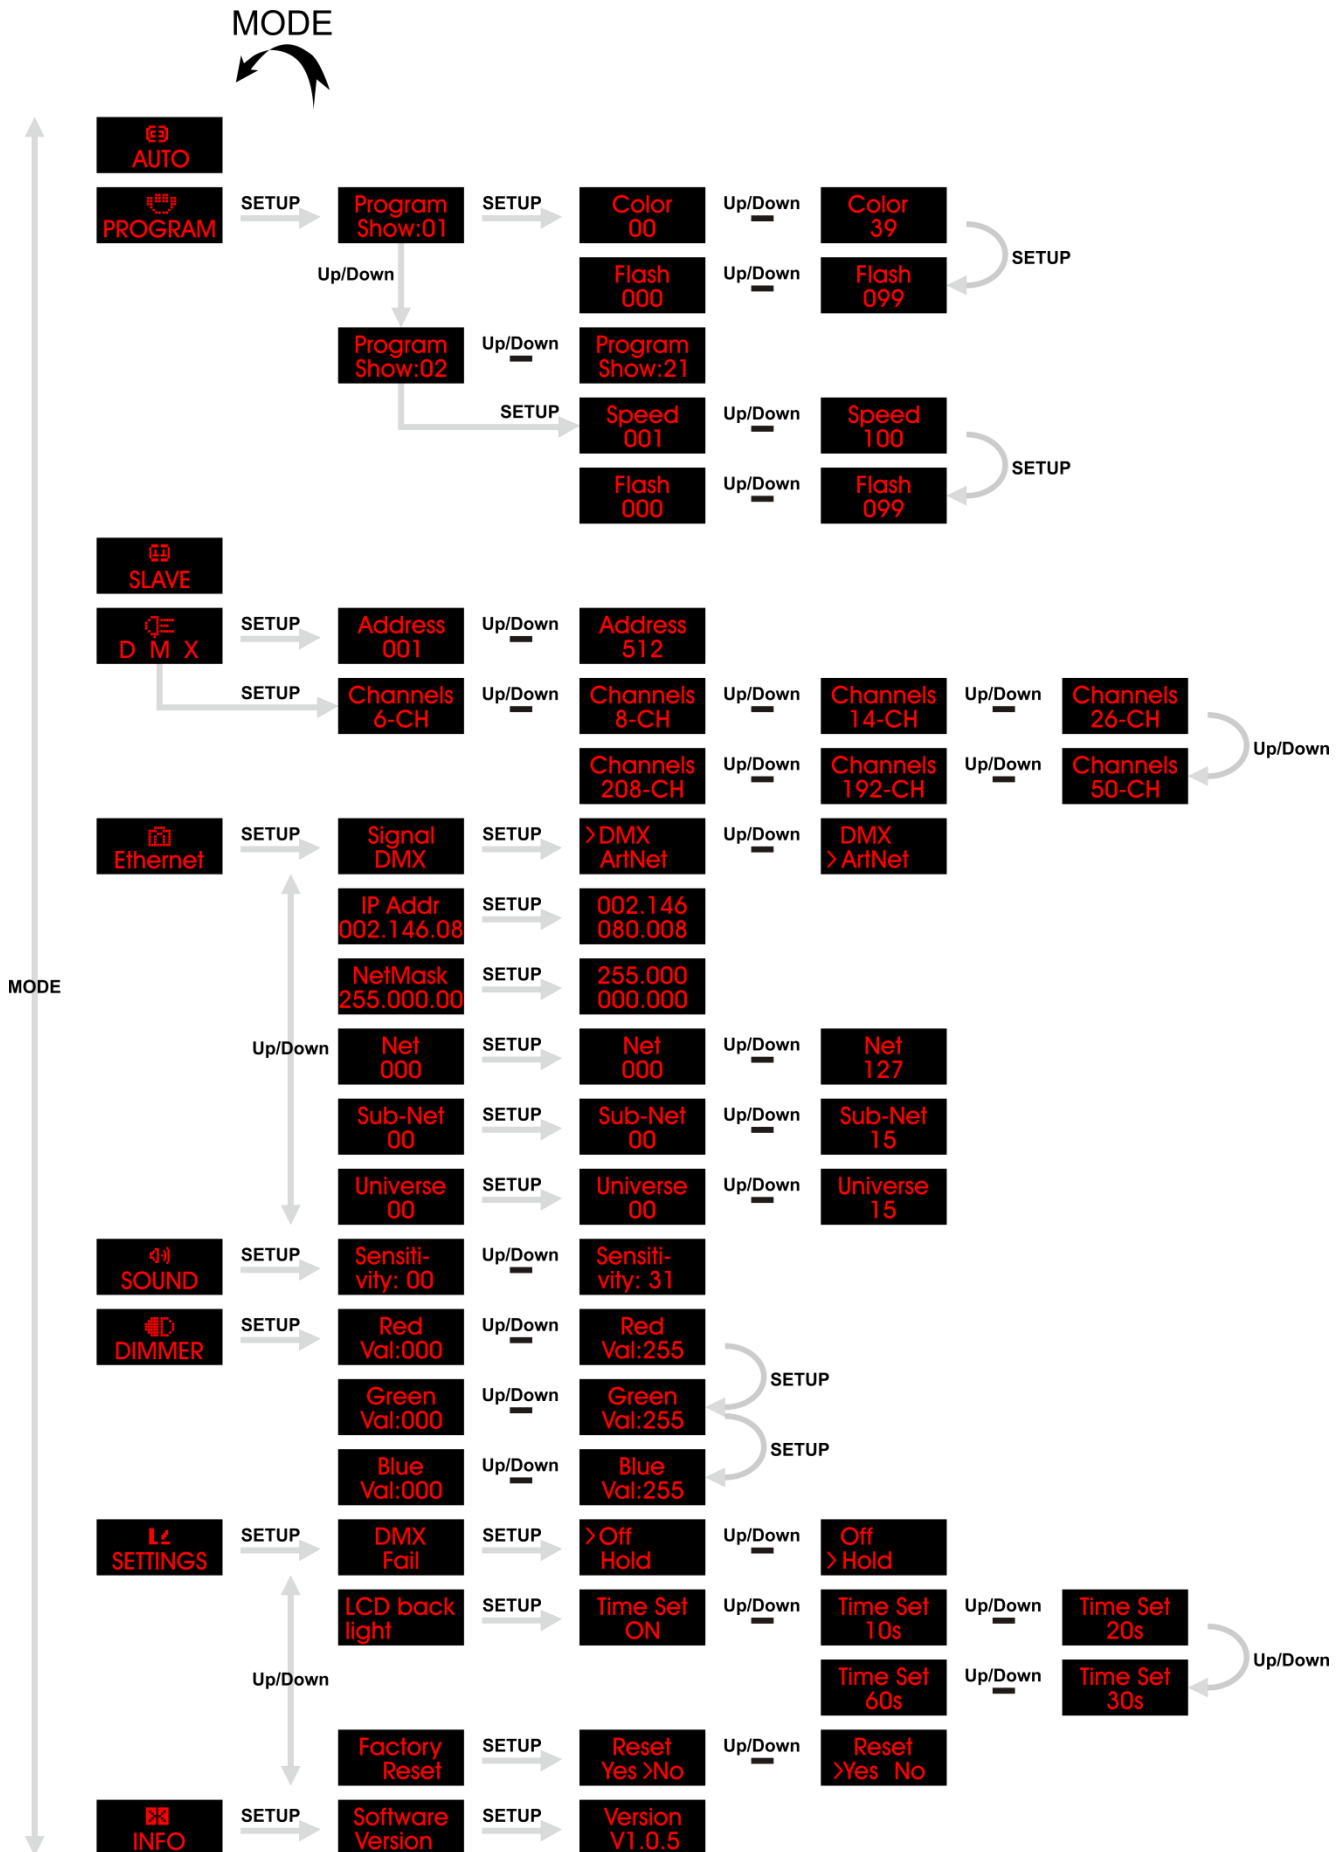 MODE
AUTO
PROGRAM
SETUP
Program
Show:01
SETUP
Color
00
Up/Down
Color
39
SETUP
Up/Down
Flash
000
Up/Down
Flash
099
Program
Show:02
Up/Down
Program
Show:21
SETUP
Speed
001
Up/Down
Speed
100
SETUP
Flash
000
Up/Down
Flash
099
SLAVE
D M X
SETUP
Address
001
Up/Down
Address
512
SETUP
Channels
6-CH
Up/Down
Channels
8-CH
Up/Down
Channels
14-CH
Up/Down
Channels
26-CH
Up/Down
Channels
208-CH
Up/Down
Channels
192-CH
Up/Down
Channels
50-CH
Ethernet
SETUP
Signal
DMX
SETUP
>DMX
ArtNet
Up/Down
DMX
>ArtNet
IP Addr
002.146.08
SETUP
002.146
080.008
MODE
NetMask
255.000.00
SETUP
255.000
000.000
Up/Down
Net
000
SETUP
Net
000
Up/Down
Net
127
Sub-Net
00
SETUP
Sub-Net
00
Up/Down
Sub-Net
15
Universe
00
SETUP
Universe
00
Up/Down
Universe
15
SOUND
SETUP
Sensiti-
vity: 00
Up/Down
Sensiti-
vity: 31
DIMMER
SETUP
Red
Val:000
Up/Down
Red
Val:255
SETUP
Green
Val:000
Up/Down
Green
Val:255
SETUP
Blue
Val:000
Up/Down
Blue
Val:255
SETTINGS
SETUP
DMX
Fail
SETUP
>Off
Hold
Up/Down
Off
>Hold
LCD back
light
SETUP
Time Set
ON
Up/Down
Time Set
10s
Up/Down
Time Set
20s
Up/Down
Up/Down
Time Set
60s
Up/Down
Time Set
30s
Factory
Reset
SETUP
Reset
Yes >No
Up/Down
Reset
>Yes No
INFO
SETUP
Software
Version
SETUP
Version
V1.0.5